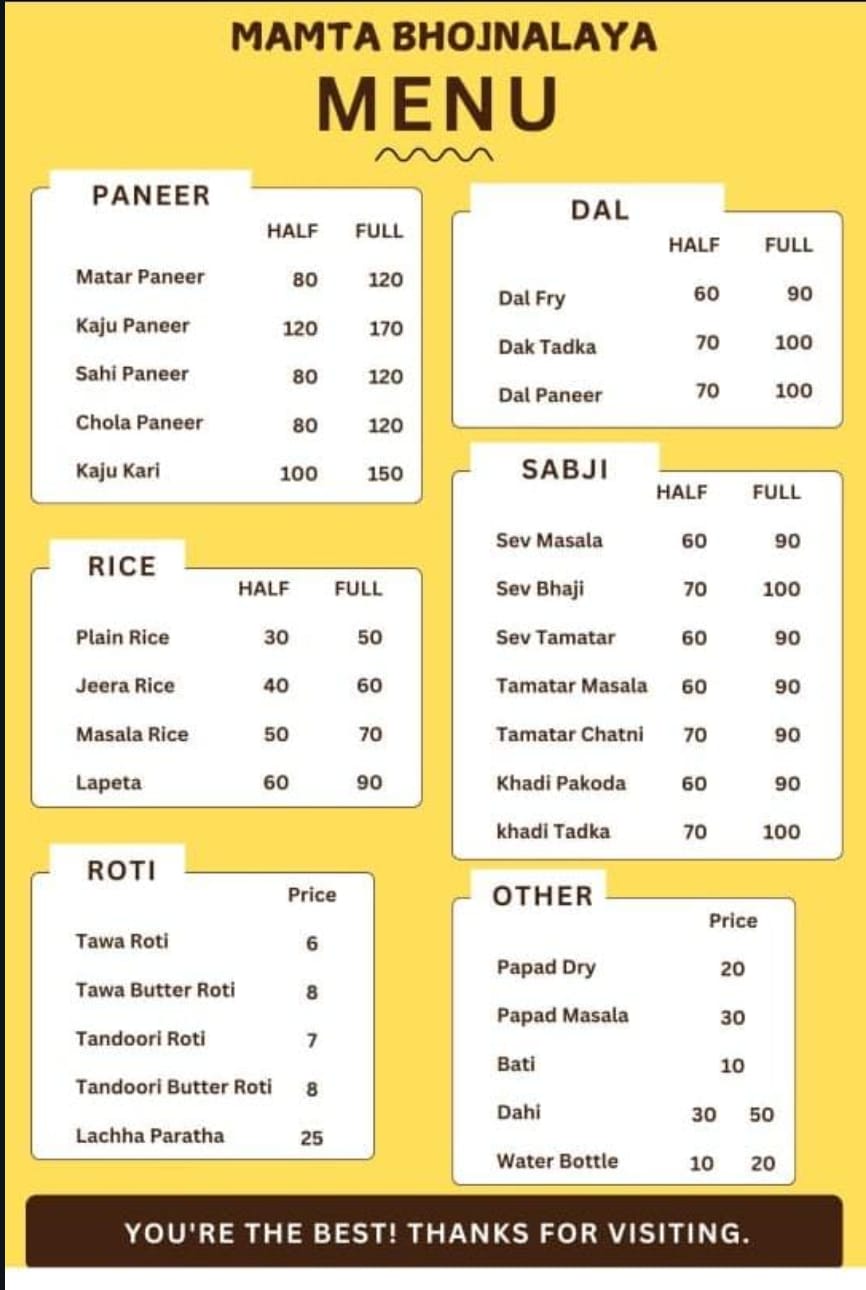 MAMTA BHOJNALAYA
MENU
PANEER
HALF FULL
Matar Paneer 80 120
Kaju Paneer 120 170
Sahi Paneer 80 120
Chola Paneer 80 120
Kaju Kari 100 150
RICE
HALF FULL
Plain Rice 30 50
Jeera Rice 40 60
Masala Rice 50 70
Lapeta 60 90
ROTI
Price
Tawa Roti 6
Tawa Butter Roti 8
Tandoori Roti 7
Tandoori Butter Roti 8
Lachha Paratha 25
DAL
HALF FULL
Dal Fry 60 90
Dak Tadka 70 100
Dal Paneer 70 100
SABJI
HALF FULL
Sev Masala 60 90
Sev Bhaji 70 100
Sev Tamatar 60 90
Tamatar Masala 60 90
Tamatar Chatni 70 90
Khadi Pakoda 60 90
khadi Tadka 70 100
OTHER
Price
Papad Dry 20
Papad Masala 30
Bati 10
Dahi 30 50
Water Bottle 10 20
YOU'RE THE BEST! THANKS FOR VISITING.